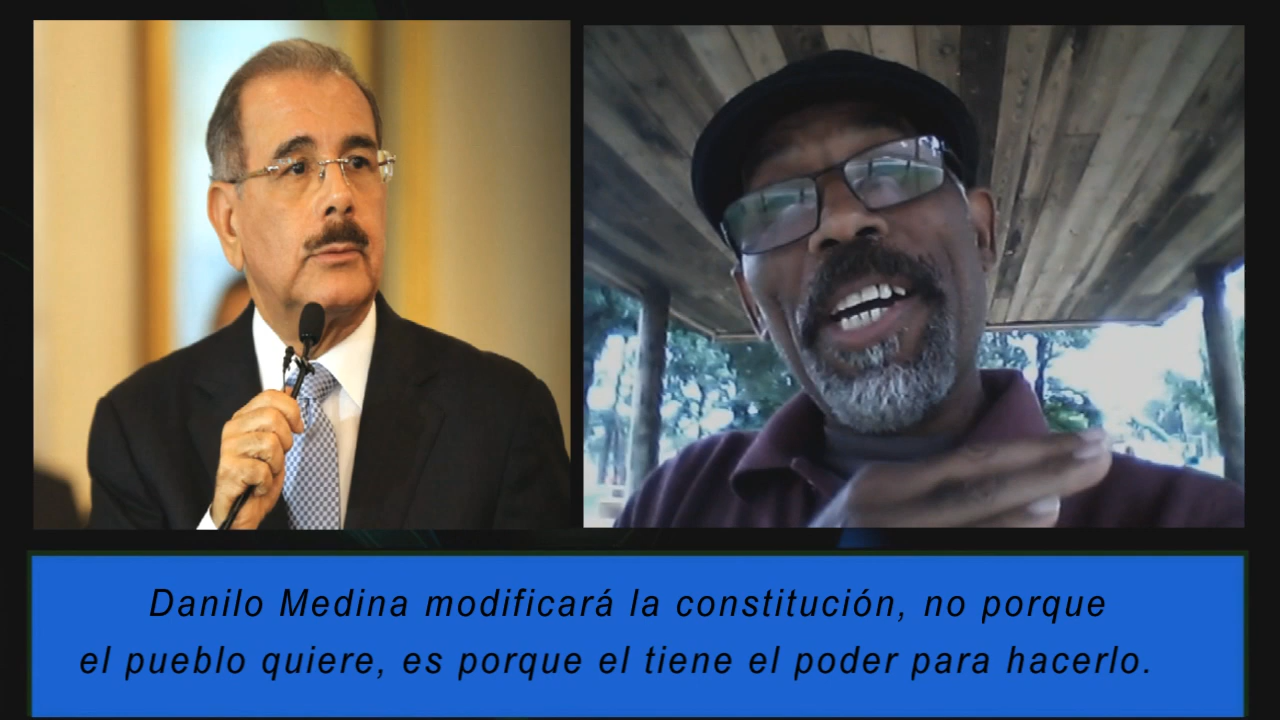 Danilo Medina modificará la constitución, no porque
el pueblo quiere, es porque el tiene el poder para hacerlo.